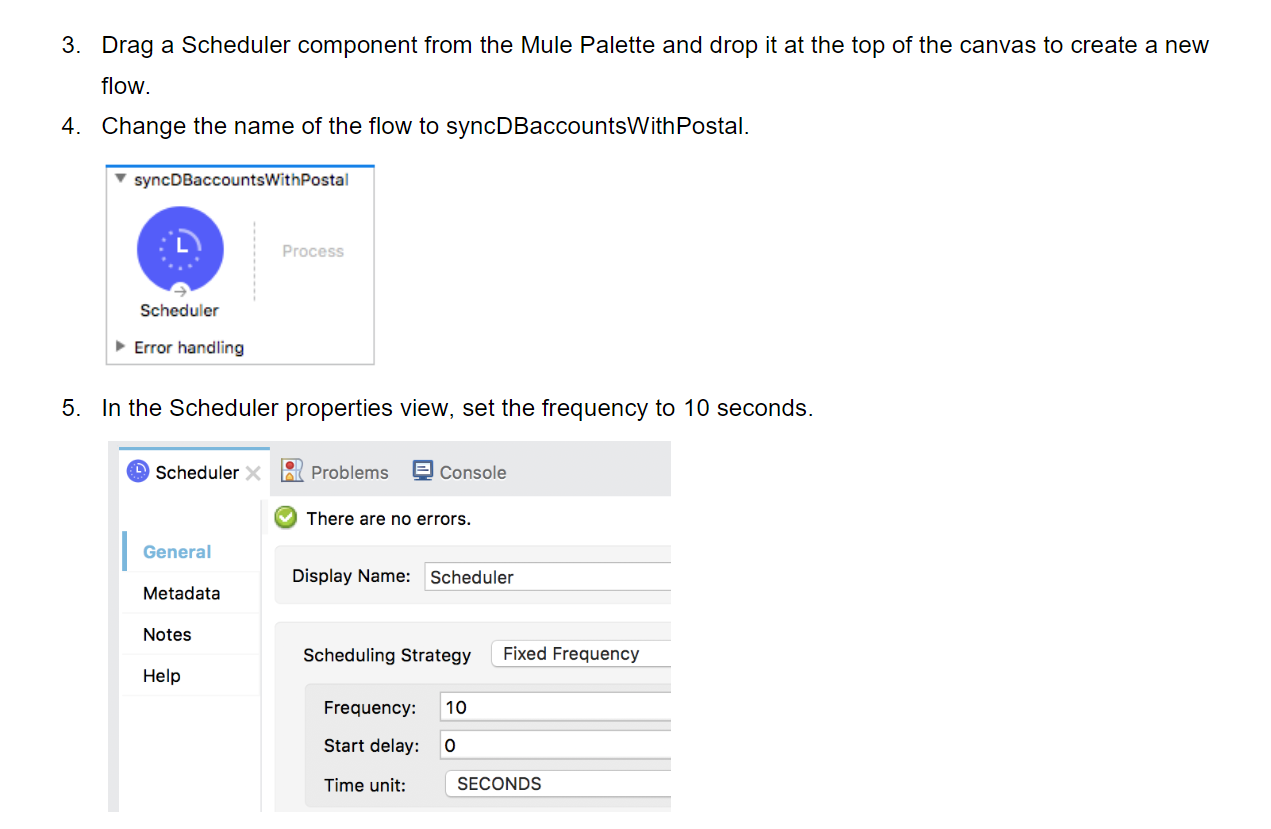 3. Drag a Scheduler component from the Mule Palette and drop it at the top of the canvas to create a new
flow.
4. Change the name of the flow to syncDBaccountsWithPostal.
syncDBaccountsWithPostal
Process
Scheduler
Error handling
5. In the Scheduler properties view, set the frequency to 10 seconds.
Scheduler Problems Console
There are no errors.
General
Display Name: Scheduler
Metadata
Notes
Scheduling Strategy Fixed Frequency
Help
Frequency: 10
Start delay: 0
Time unit: SECONDS